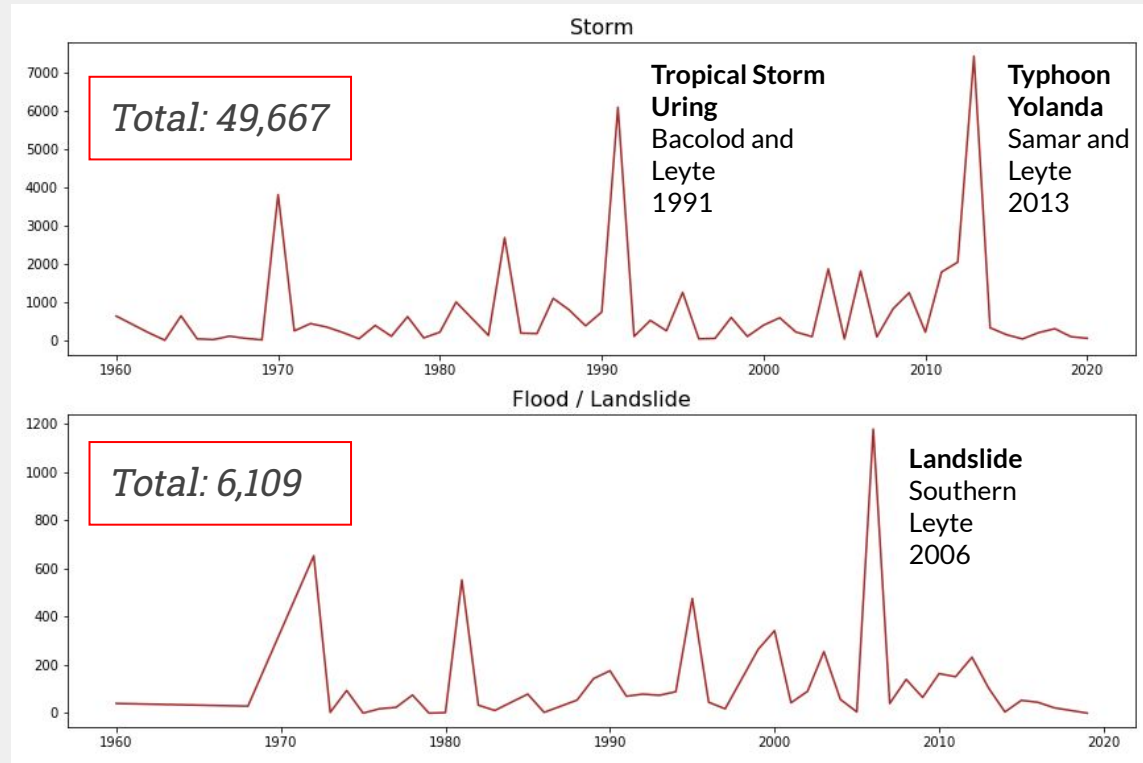 Storm
7000
6000
5000
4000
3000
2000
1000
0
Total: 49,667
Tropical Storm
Uring
Bacolod and
Leyte
1991
Typhoon
Yolanda
Samar and
Leyte
2013
1960 1970 1980 1990 2000 2010 2020
Flood / Landslide
1200
1000
800
600
400
200
0
Total: 6,109
Landslide
Southern
Leyte
2006
1960 1970 1980 1990 2000 2010 2020